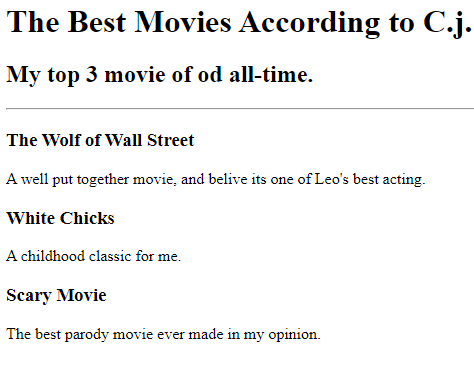 The Best Movies According to C.j.
My top 3 movie of od all-time.
The Wolf of Wall Street
A well put together movie, and belive its one of Leo's best acting.
White Chicks
A childhood classic for me.
Scary Movie
The best parody movie ever made in my opinion.